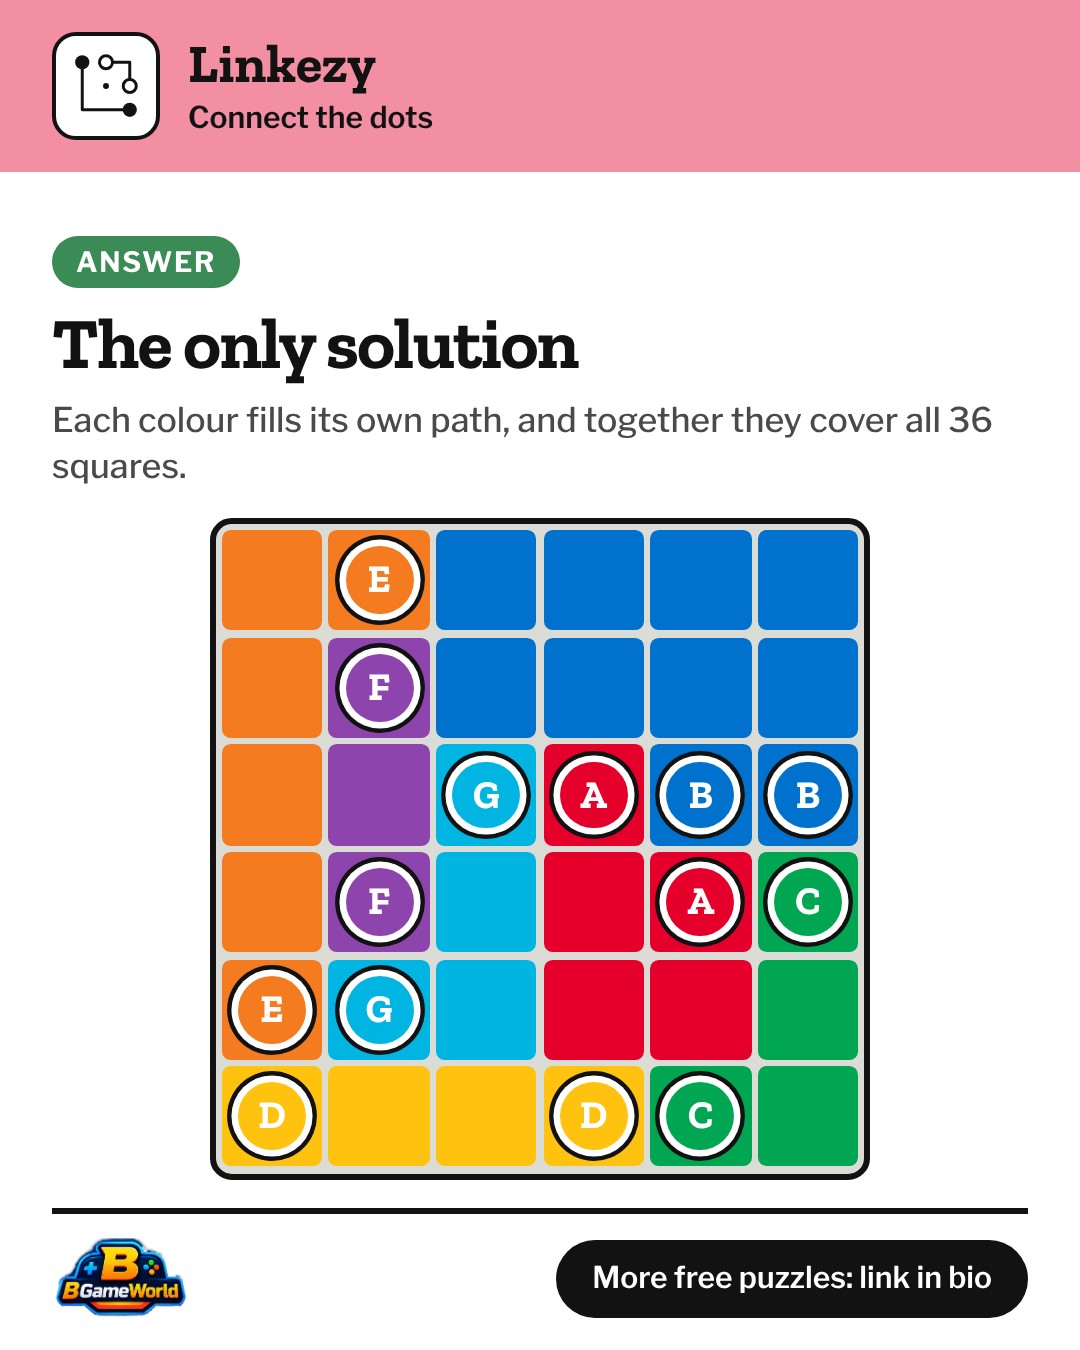 Linkezy
Connect the dots
ANSWER
The only solution
Each colour fills its own path, and together they cover all 36
squares.
E
F
G A B B
F A C
E G
D D C
B
BGameWorld
More free puzzles: link in bio